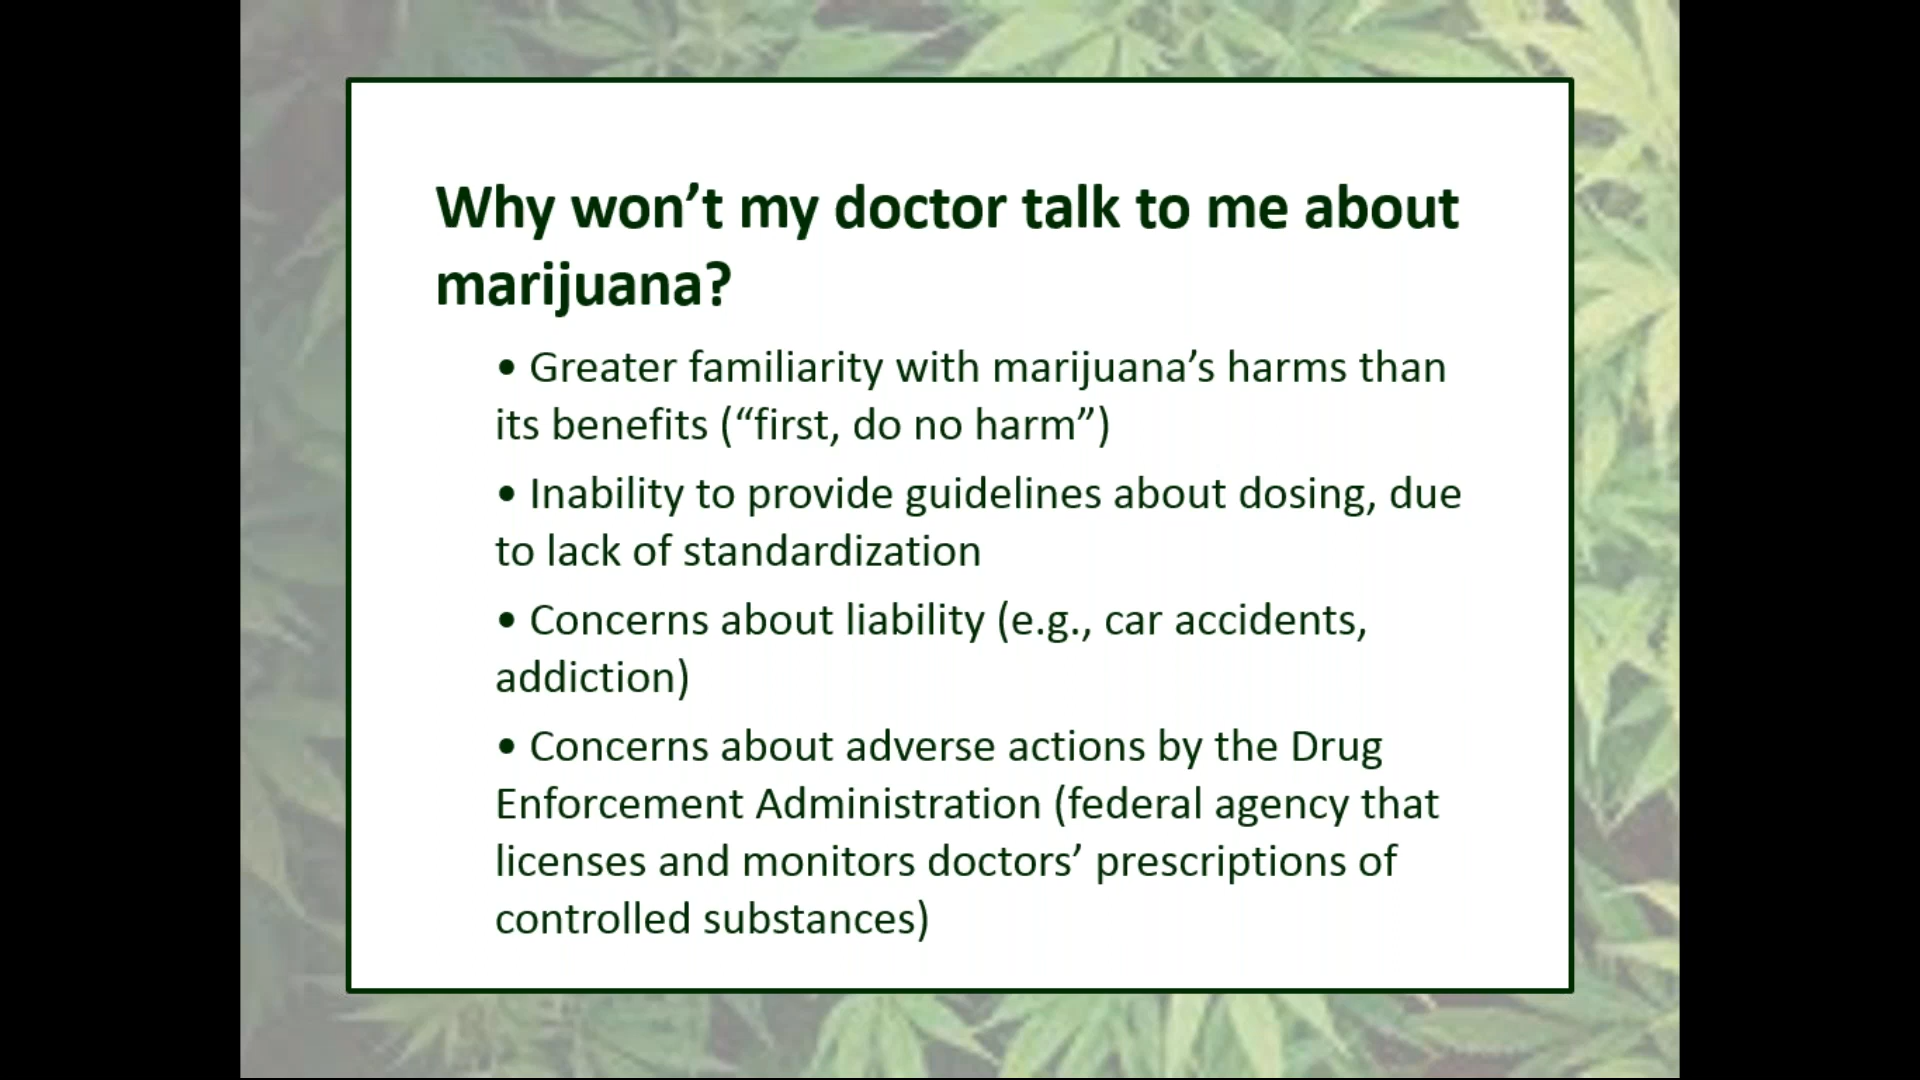 Why won’t my doctor talk to me about
marijuana?
• Greater familiarity with marijuana’s harms than
its benefits (“first, do no harm”)
• Inability to provide guidelines about dosing, due
to lack of standardization
• Concerns about liability (e.g., car accidents,
addiction)
• Concerns about adverse actions by the Drug
Enforcement Administration (federal agency that
licenses and monitors doctors’ prescriptions of
controlled substances)